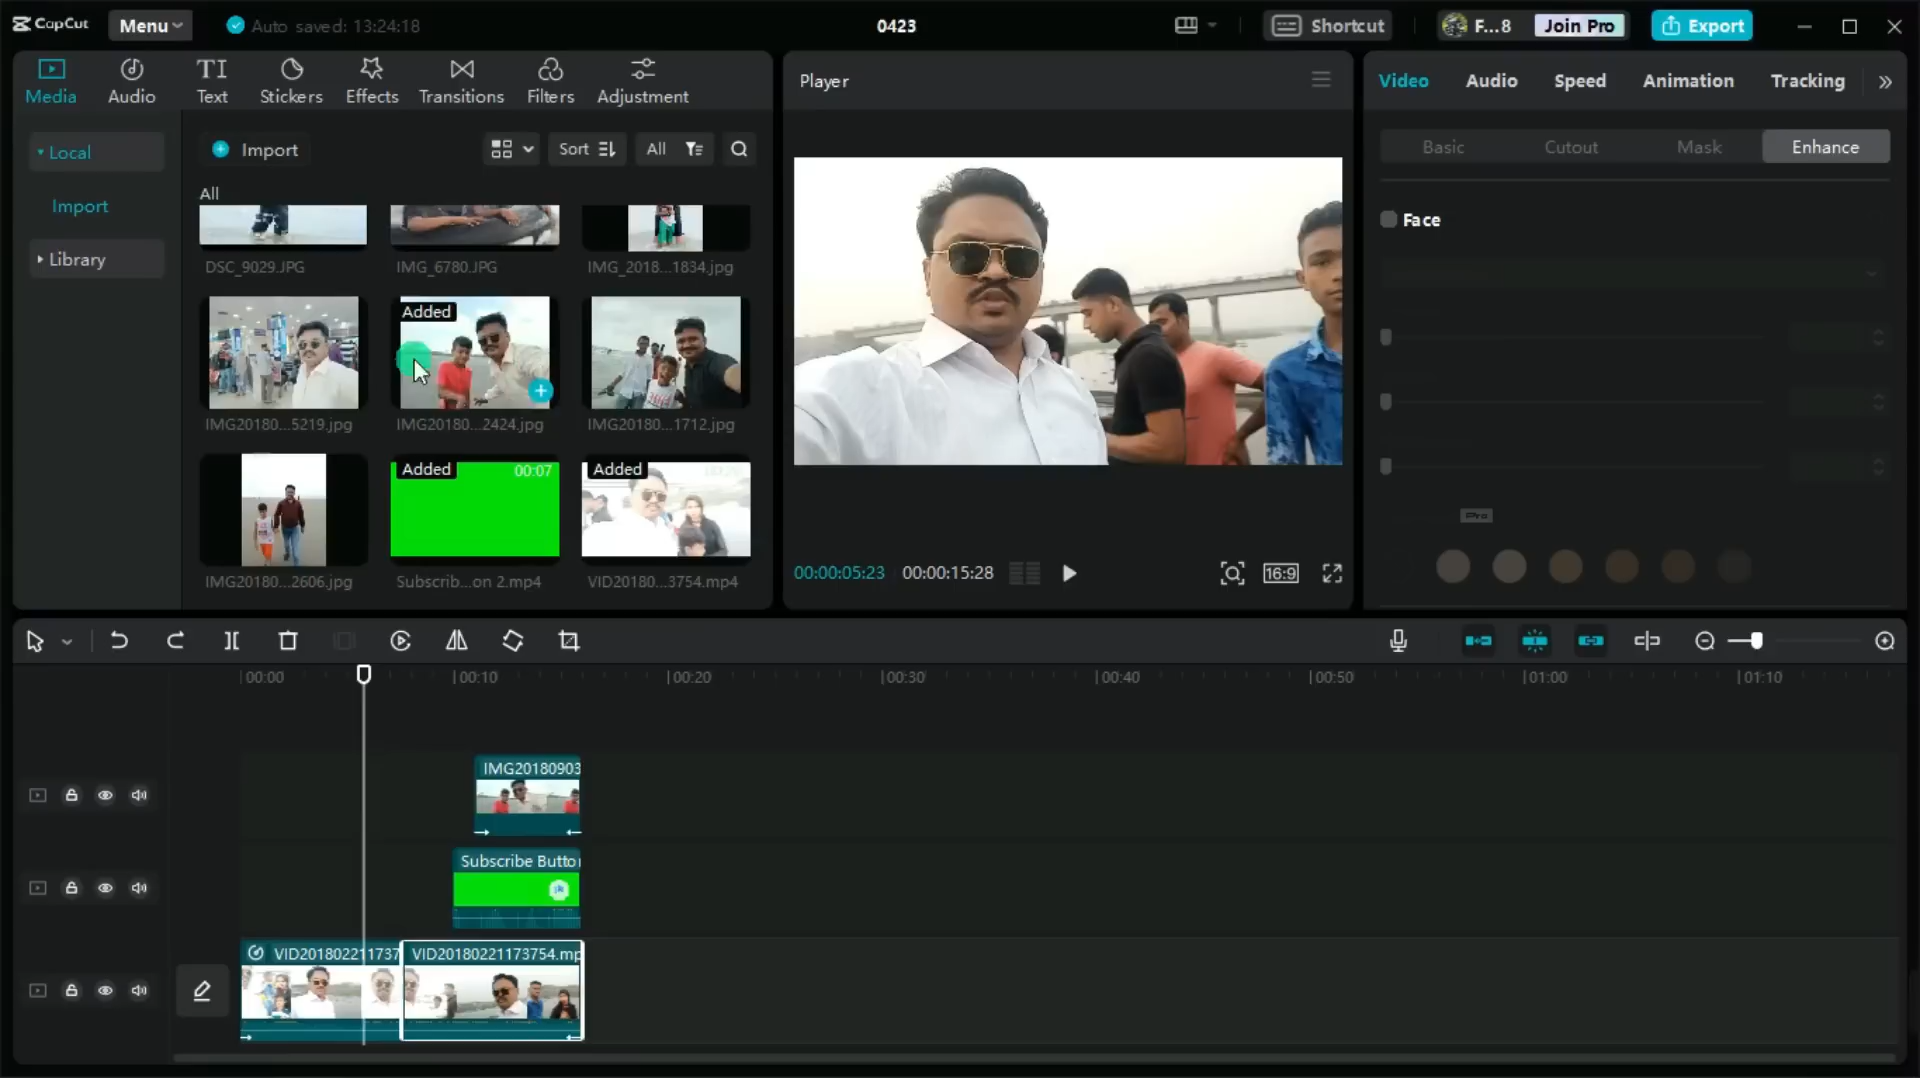 CapCut
Menu
Auto saved: 13:24:18
0423
Shortcut
F...8
Join Pro
Export
Media
Audio
Text
Stickers
Effects
Transitions
Filters
Adjustment
Local
Import
Library
Import
Sort
All
All
DSC_9029.JPG
IMG_6780.JPG
IMG_2018...1834.jpg
Added
IMG20180...5219.jpg
IMG20180...2424.jpg
IMG20180...1712.jpg
Added
00:07
Added
IMG20180...2606.jpg
Subscrib...on 2.mp4
VID20180...3754.mp4
Player
00:00:05:23
00:00:15:28
16:9
Video
Audio
Speed
Animation
Tracking
Basic
Cutout
Mask
Enhance
Face
Pro
00:00
00:10
00:20
00:30
00:40
00:50
01:00
01:10
IMG20180903
Subscribe Button
VID201802211737
VID20180221173754.mp